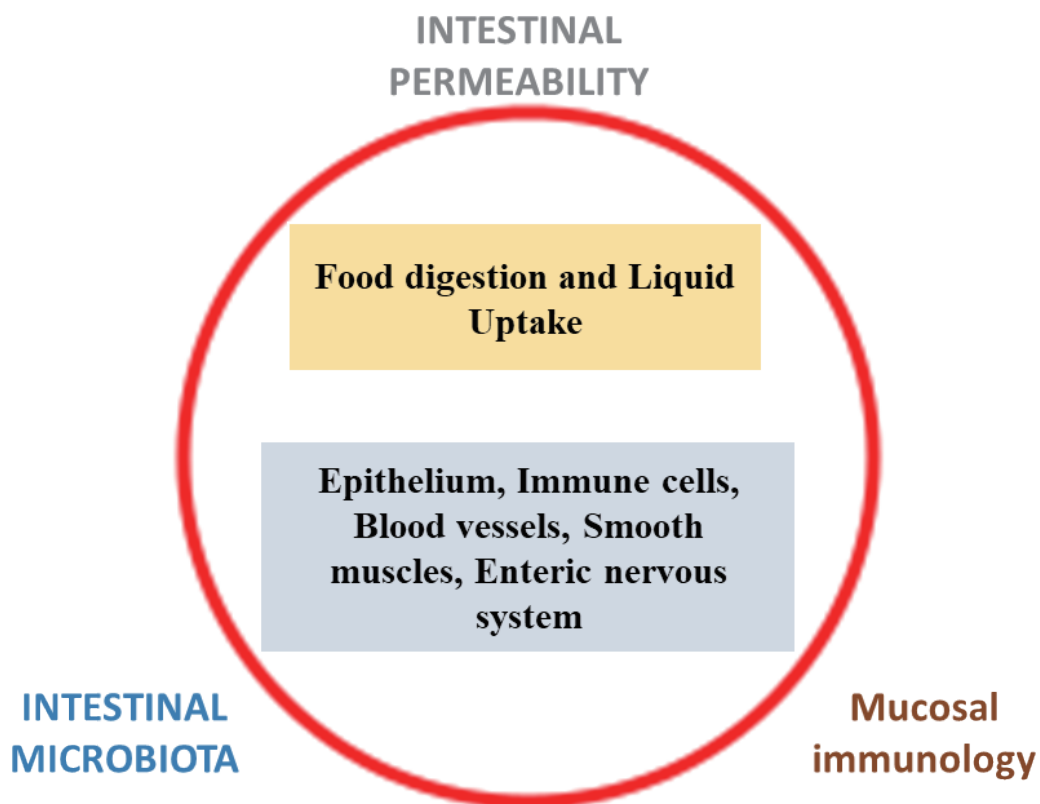 INTESTINAL
PERMEABILITY
Food digestion and Liquid
Uptake
Epithelium, Immune cells,
Blood vessels, Smooth
muscles, Enteric nervous
system
INTESTINAL
MICROBIOTA
Mucosal
immunology